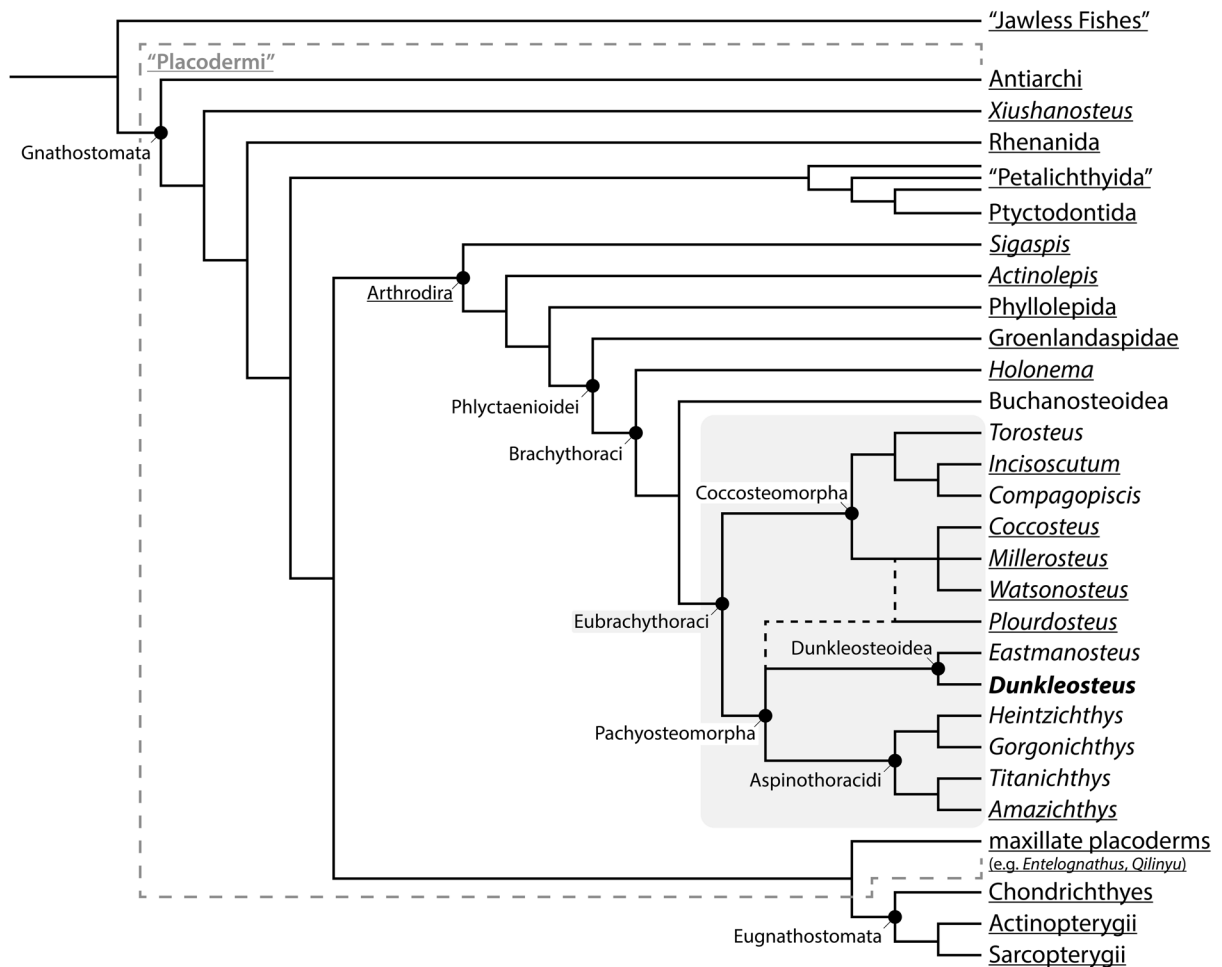 “Jawless Fishes”
“Placodermi”
Antiarchi
Xiushanosteus
Gnathostomata
Rhenanida
“Petalichthyida”
Ptyctodontida
Sigaspis
Arthrodira
Actinolepis
Phyllolepida
Groenlandaspidae
Holonema
Phlyctaenioidei
Buchanosteoidea
Torosteus
Brachythoraci
Incisoscutum
Coccosteomorpha
Compagopiscis
Coccosteus
Millerosteus
Watsonosteus
Eubrachythoraci
Plourdosteus
Dunkleosteoidea
Eastmanosteus
Dunkleosteus
Heintzichthys
Pachyosteomorpha
Gorgonichthys
Aspinothoracidi
Titanichthys
Amazichthys
maxillate placoderms
(e.g. Entelognathus, Qilinyu)
Chondrichthyes
Actinopterygii
Eugnathostomata
Sarcopterygii